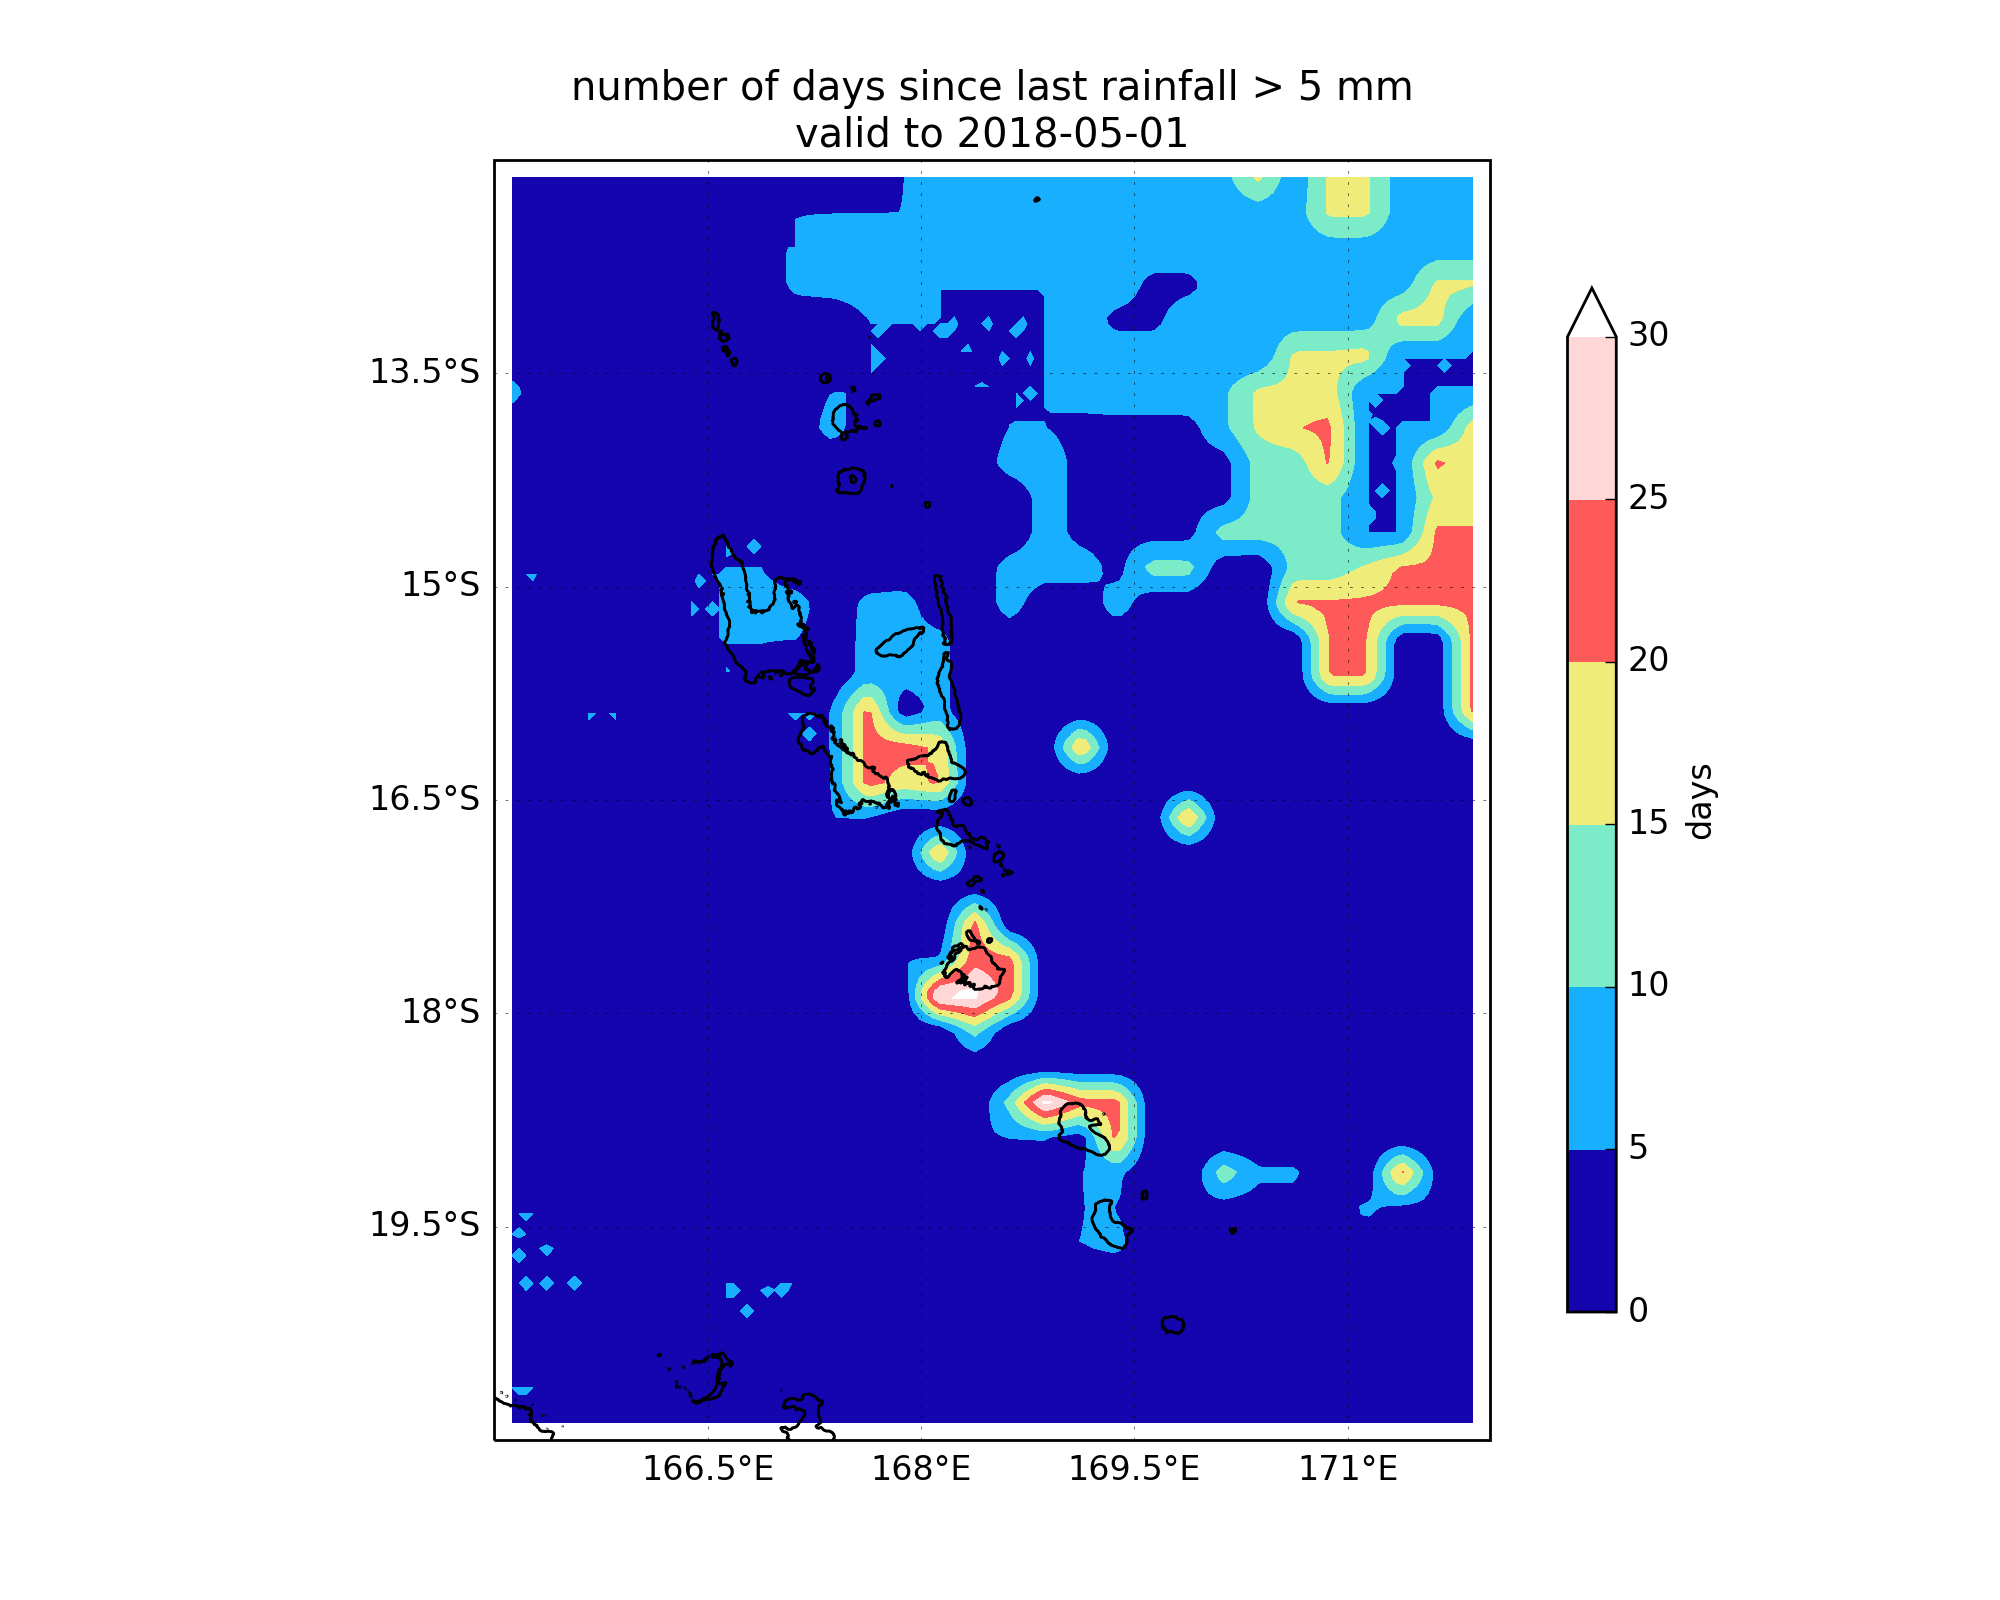 number of days since last rainfall > 5 mm
valid to 2018-05-01
13.5°S
15°S
16.5°S
18°S
19.5°S
166.5°E
168°E
169.5°E
171°E
30
25
20
15
10
5
0
days